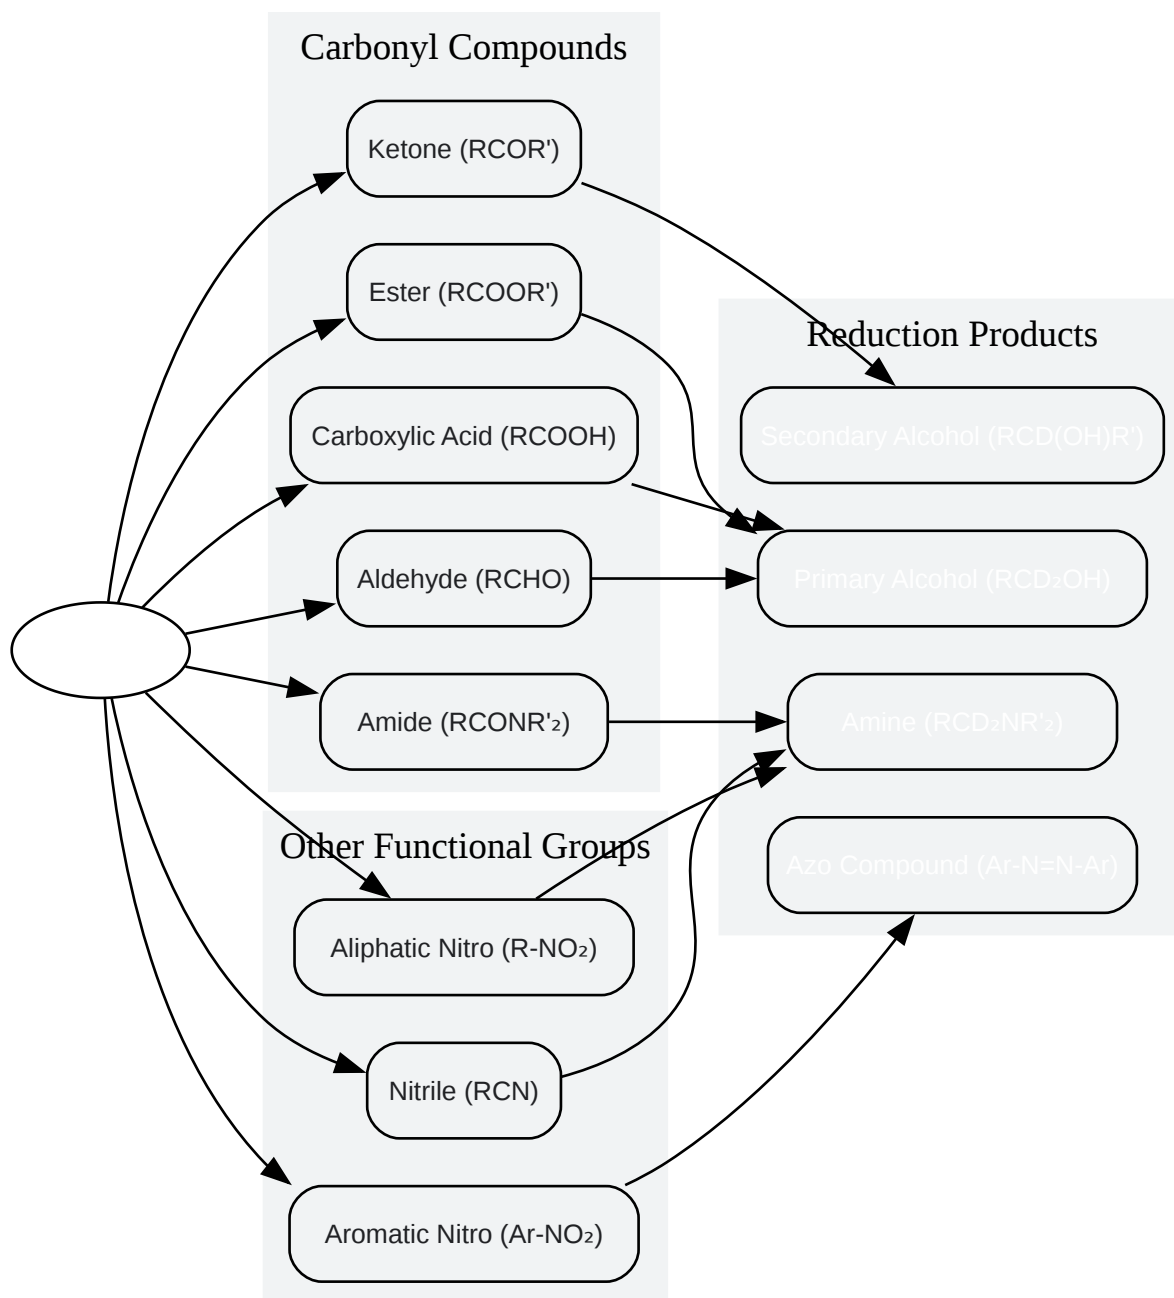 Carbonyl Compounds
Ketone (RCOR')
Ester (RCOOR')
Carboxylic Acid (RCOOH)
Aldehyde (RCHO)
Amide (RCONR'₂)
Other Functional Groups
Aliphatic Nitro (R-NO₂)
Nitrile (RCN)
Aromatic Nitro (Ar-NO₂)
Reduction Products
Secondary Alcohol (RCD(OH)R')
Primary Alcohol (RCD₂OH)
Amine (RCD₂NR'₂)
Azo Compound (Ar-N=N-Ar)